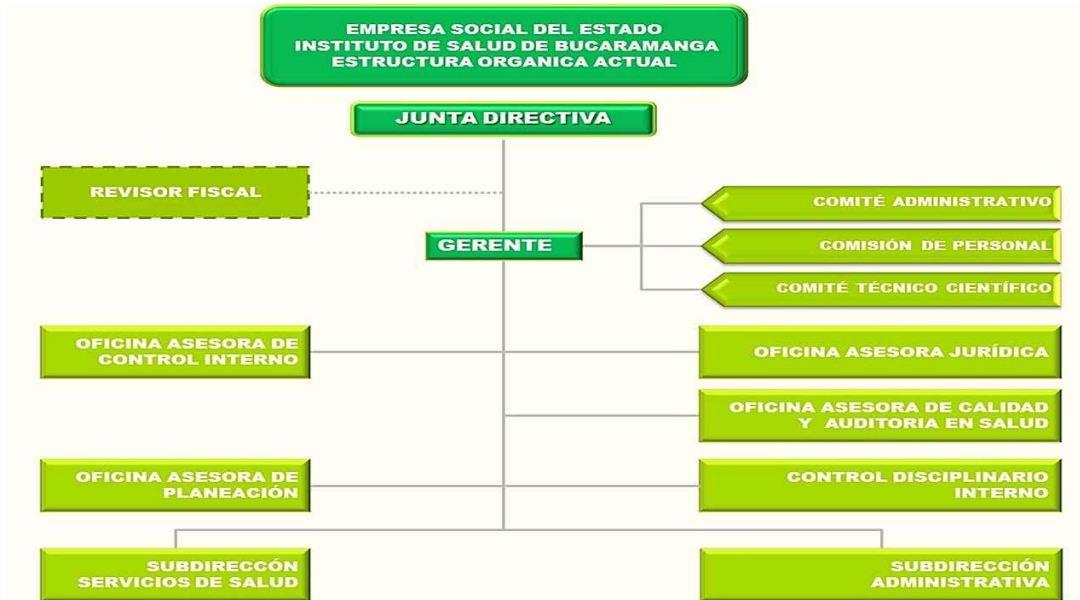 EMPRESA SOCIAL DEL ESTADO
INSTITUTO DE SALUD DE BUCARAMANGA
ESTRUCTURA ORGANICA ACTUAL
JUNTA DIRECTIVA
REVISOR FISCAL
COMITÉ ADMINISTRATIVO
GERENTE
COMISIÓN DE PERSONAL
COMITÉ TÉCNICO CIENTÍFICO
OFICINA ASESORA DE
CONTROL INTERNO
OFICINA ASESORA JURÍDICA
OFICINA ASESORA DE CALIDAD
Y AUDITORIA EN SALUD
OFICINA ASESORA DE
PLANEACIÓN
CONTROL DISCIPLINARIO
INTERNO
SUBDIRECCÓN
SERVICIOS DE SALUD
SUBDIRECCIÓN
ADMINISTRATIVA